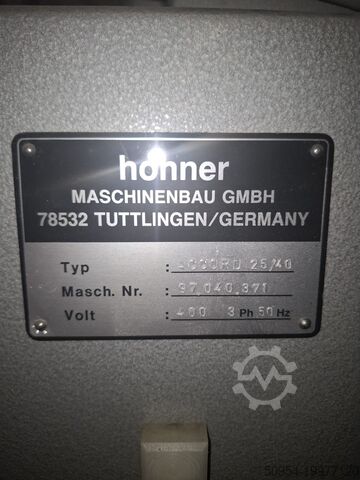 hohner
MASCHINENBAU GMBH
78532 TUTTLINGEN/GERMANY
Typ : ACCORD 25/40
Masch. Nr. : 97.040.371
Volt : 400 3 Ph 50 Hz